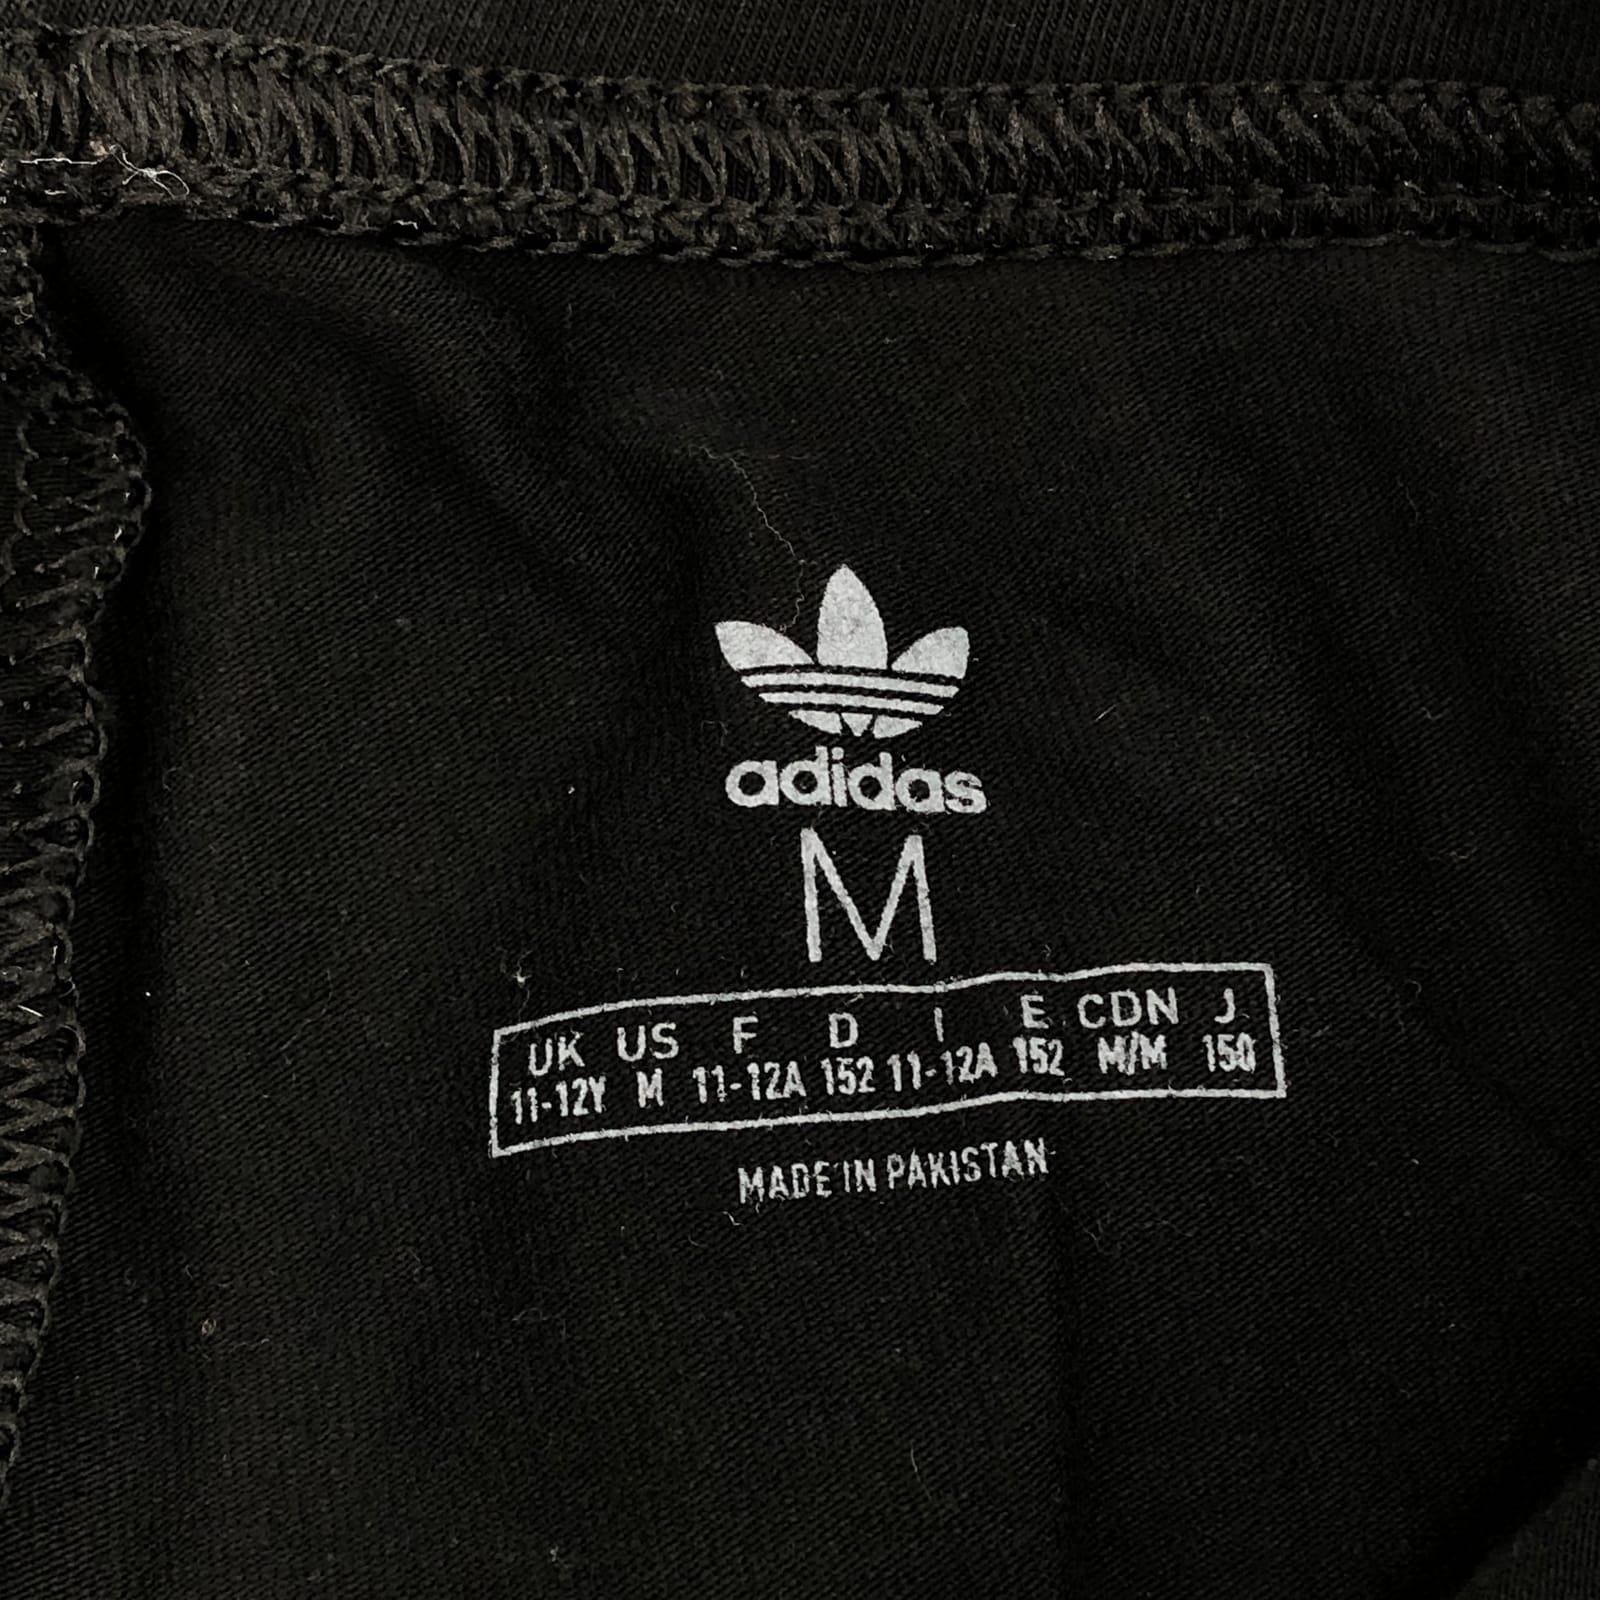 adidas
M
UK US F D I E CDN J
11-12Y M 11-12A 152 11-12A 152 M/M 150
MADE IN PAKISTAN